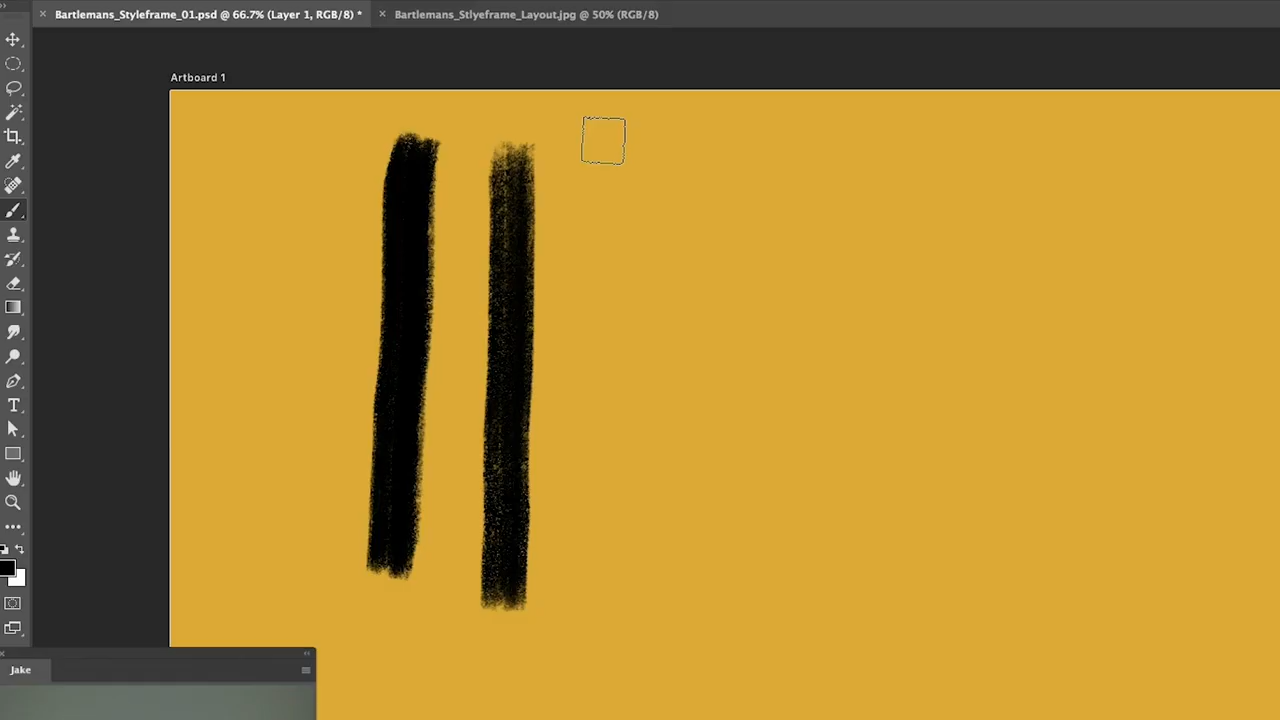 Bartlemans_Styleframe_01.psd @ 66.7% (Layer 1, RGB/8) *
Bartlemans_Stlyeframe_Layout.jpg @ 50% (RGB/8)
Artboard 1
Jake